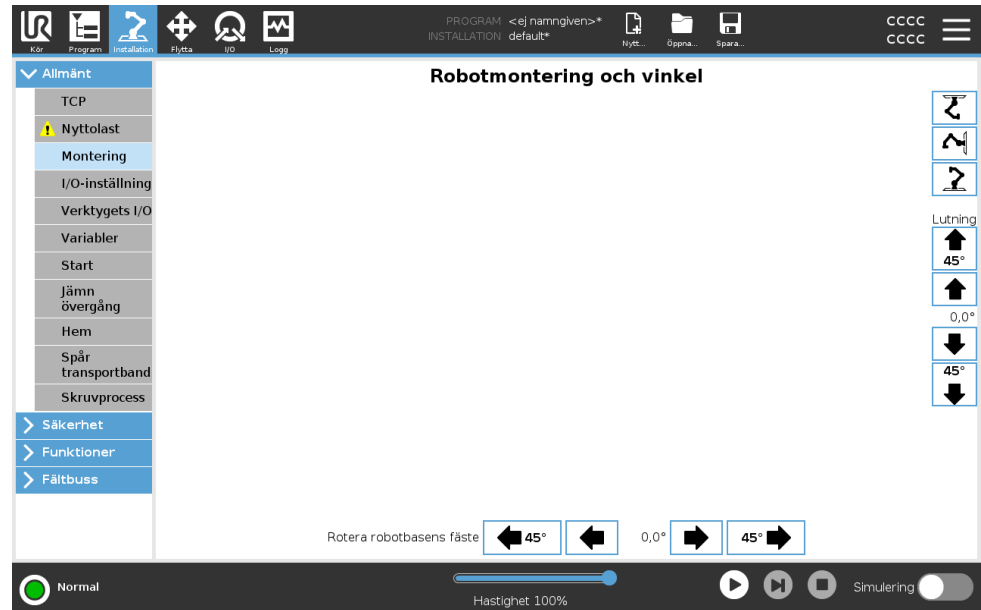 PROGRAM <ej namngiven>*
INSTALLATION default*
CCCC
CCCC
Kör Program Installation Flytta I/O Logg Nytt... Öppna... Spara...
Allmänt
TCP
Nyttolast
Montering
I/O-inställning
Verktygets I/O
Variabler
Start
Jämn
övergång
Hem
Spår
transportband
Skruvprocess
Säkerhet
Funktioner
Fältbuss
Robotmontering och vinkel
Lutning
45°
0,0°
45°
Rotera robotbasens fäste 45° 0,0° 45°
Normal
Hastighet 100%
Simulering